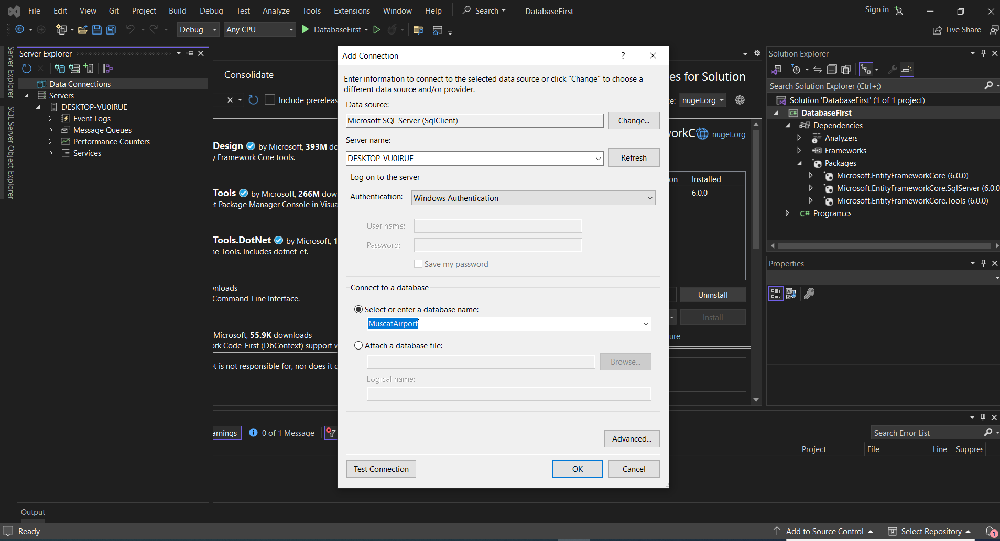 File Edit View Git Project Build Debug Test Analyze Tools Extensions Window Help Search DatabaseFirst Sign in
Debug Any CPU DatabaseFirst Live Share
Server Explorer
SQL Server Object Explorer
Server Explorer
Data Connections
Servers
DESKTOP-VU0IRUE
Event Logs
Message Queues
Performance Counters
Services
Consolidate
Include prereleas
es for Solution
ce: nuget.org
Design by Microsoft, 393M do
y Framework Core tools.
Tools by Microsoft, 266M dow
t Package Manager Console in Visua
Tools.DotNet by Microsoft, 1
ne Tools. Includes dotnet-ef.
wnloads
Command-Line Interface.
Microsoft, 55.9K downloads
ork Code-First (DbContext) support w
t is not responsible for, nor does it g
workC nuget.org
on Installed
6.0.0
Uninstall
Install
ure
Add Connection
?
Enter information to connect to the selected data source or click "Change" to choose a
different data source and/or provider.
Data source:
Microsoft SQL Server (SqlClient) Change...
Server name:
DESKTOP-VU0IRUE Refresh
Log on to the server
Authentication: Windows Authentication
User name:
Password:
Save my password
Connect to a database
Select or enter a database name:
MuscatAirport
Attach a database file:
Browse...
Logical name:
Advanced...
Test Connection OK Cancel
Solution Explorer
Search Solution Explorer (Ctrl+;)
Solution 'DatabaseFirst' (1 of 1 project)
C# DatabaseFirst
Dependencies
Analyzers
Frameworks
Packages
Microsoft.EntityFrameworkCore (6.0.0)
Microsoft.EntityFrameworkCore.SqlServer (6.0.0
Microsoft.EntityFrameworkCore.Tools (6.0.0)
C# Program.cs
Properties
arnings 0 of 1 Message
Search Error List
Project File Line Suppres
Output
Ready Add to Source Control Select Repository 1